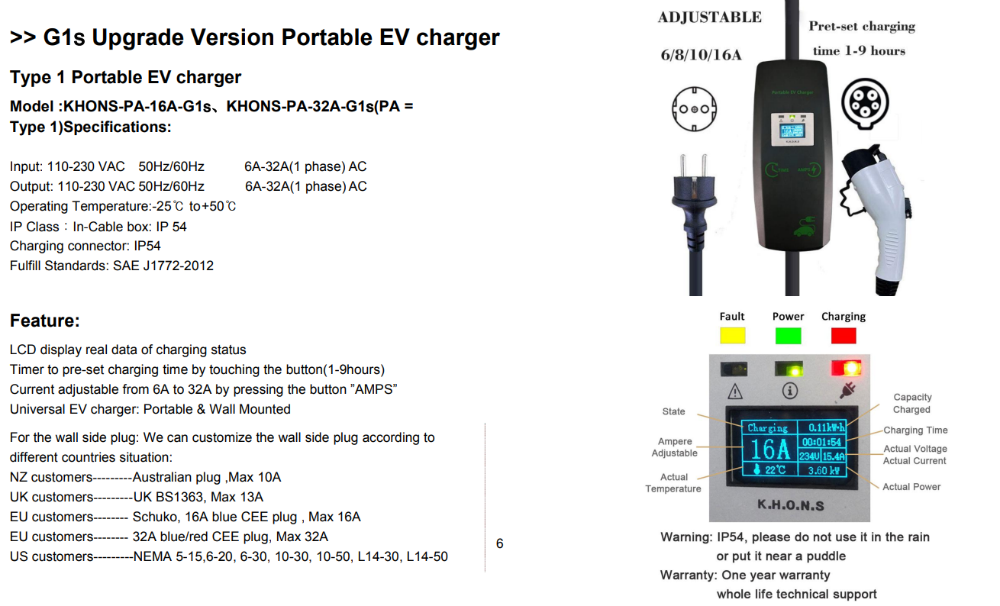 >> G1s Upgrade Version Portable EV charger
Type 1 Portable EV charger
Model :KHONS-PA-16A-G1s、KHONS-PA-32A-G1s(PA =
Type 1)Specifications:
Input: 110-230 VAC 50Hz/60Hz 6A-32A(1 phase) AC
Output: 110-230 VAC 50Hz/60Hz 6A-32A(1 phase) AC
Operating Temperature:-25℃ to+50℃
IP Class：In-Cable box: IP 54
Charging connector: IP54
Fulfill Standards: SAE J1772-2012
Feature:
LCD display real data of charging status
Timer to pre-set charging time by touching the button(1-9hours)
Current adjustable from 6A to 32A by pressing the button ”AMPS”
Universal EV charger: Portable & Wall Mounted
For the wall side plug: We can customize the wall side plug according to
different countries situation:
NZ customers---------Australian plug ,Max 10A
UK customers---------UK BS1363, Max 13A
EU customers-------- Schuko, 16A blue CEE plug , Max 16A
EU customers-------- 32A blue/red CEE plug, Max 32A
US customers---------NEMA 5-15,6-20, 6-30, 10-30, 10-50, L14-30, L14-50
6
ADJUSTABLE
6/8/10/16A
Pret-set charging
time 1-9 hours
Portable EV Charger
K.H.O.N.S
TIME
AMPS
Fault Power Charging
State
Ampere
Adjustable
Actual
Temperature
Charging 0.11kW·h
16A
00:01:54
234V 15.4A
22℃ 3.60 kW
K.H.O.N.S
Capacity
Charged
Charging Time
Actual Voltage
Actual Current
Actual Power
Warning: IP54, please do not use it in the rain
or put it near a puddle
Warranty: One year warranty
whole life technical support